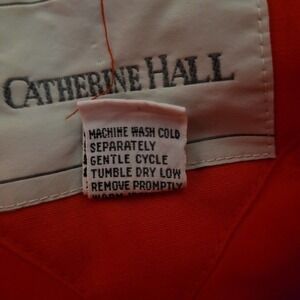 CATHERINE HALL
MACHINE WASH COLD
SEPARATELY
GENTLE CYCLE
TUMBLE DRY LOW
REMOVE PROMPTLY